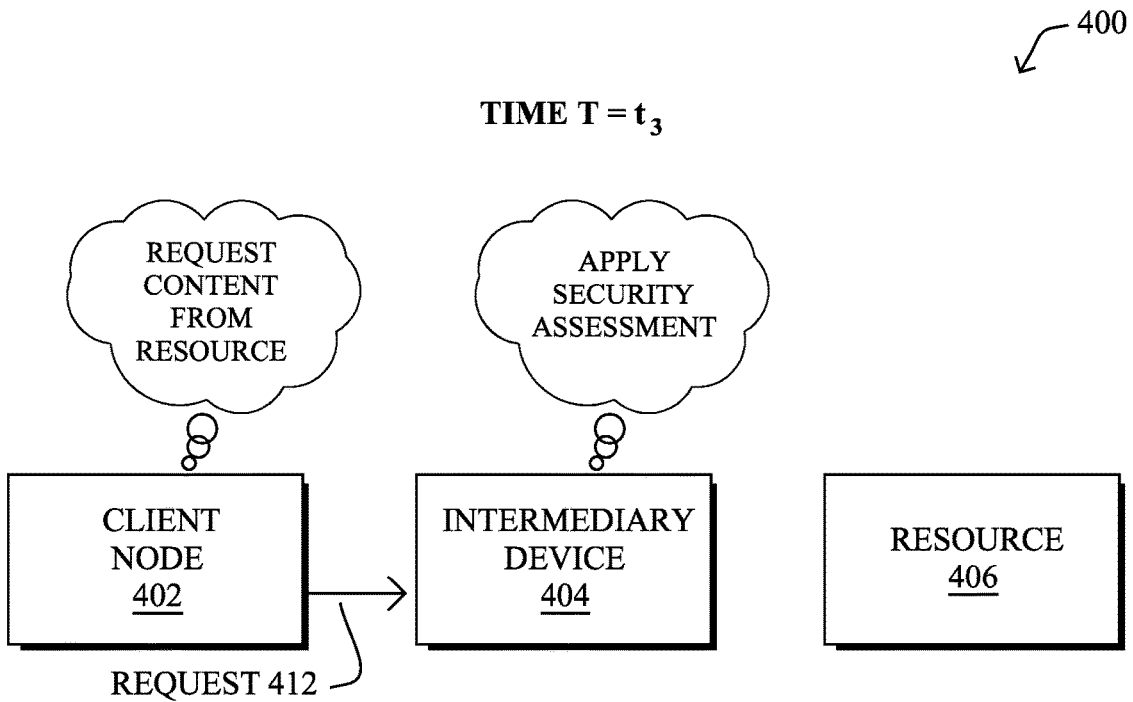 400
TIME T = t₃
REQUEST
CONTENT
FROM
RESOURCE
APPLY
SECURITY
ASSESSMENT
CLIENT
NODE
402
INTERMEDIARY
DEVICE
404
RESOURCE
406
REQUEST 412